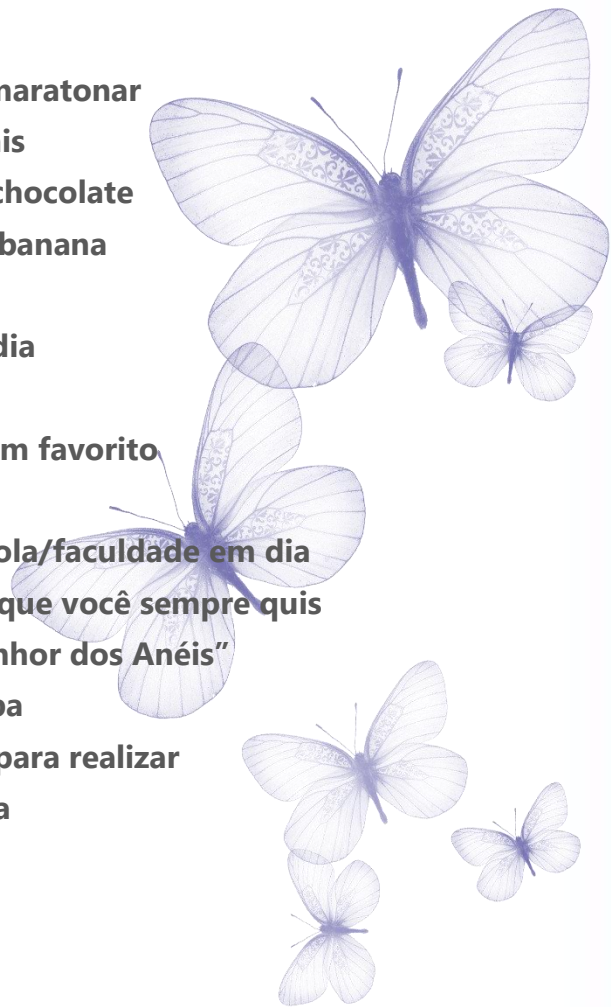 maratonar
is
chocolate
banana
dia
m favorito
ola/faculdade em dia
que você sempre quis
nhor dos Anéis”
pa
para realizar
a